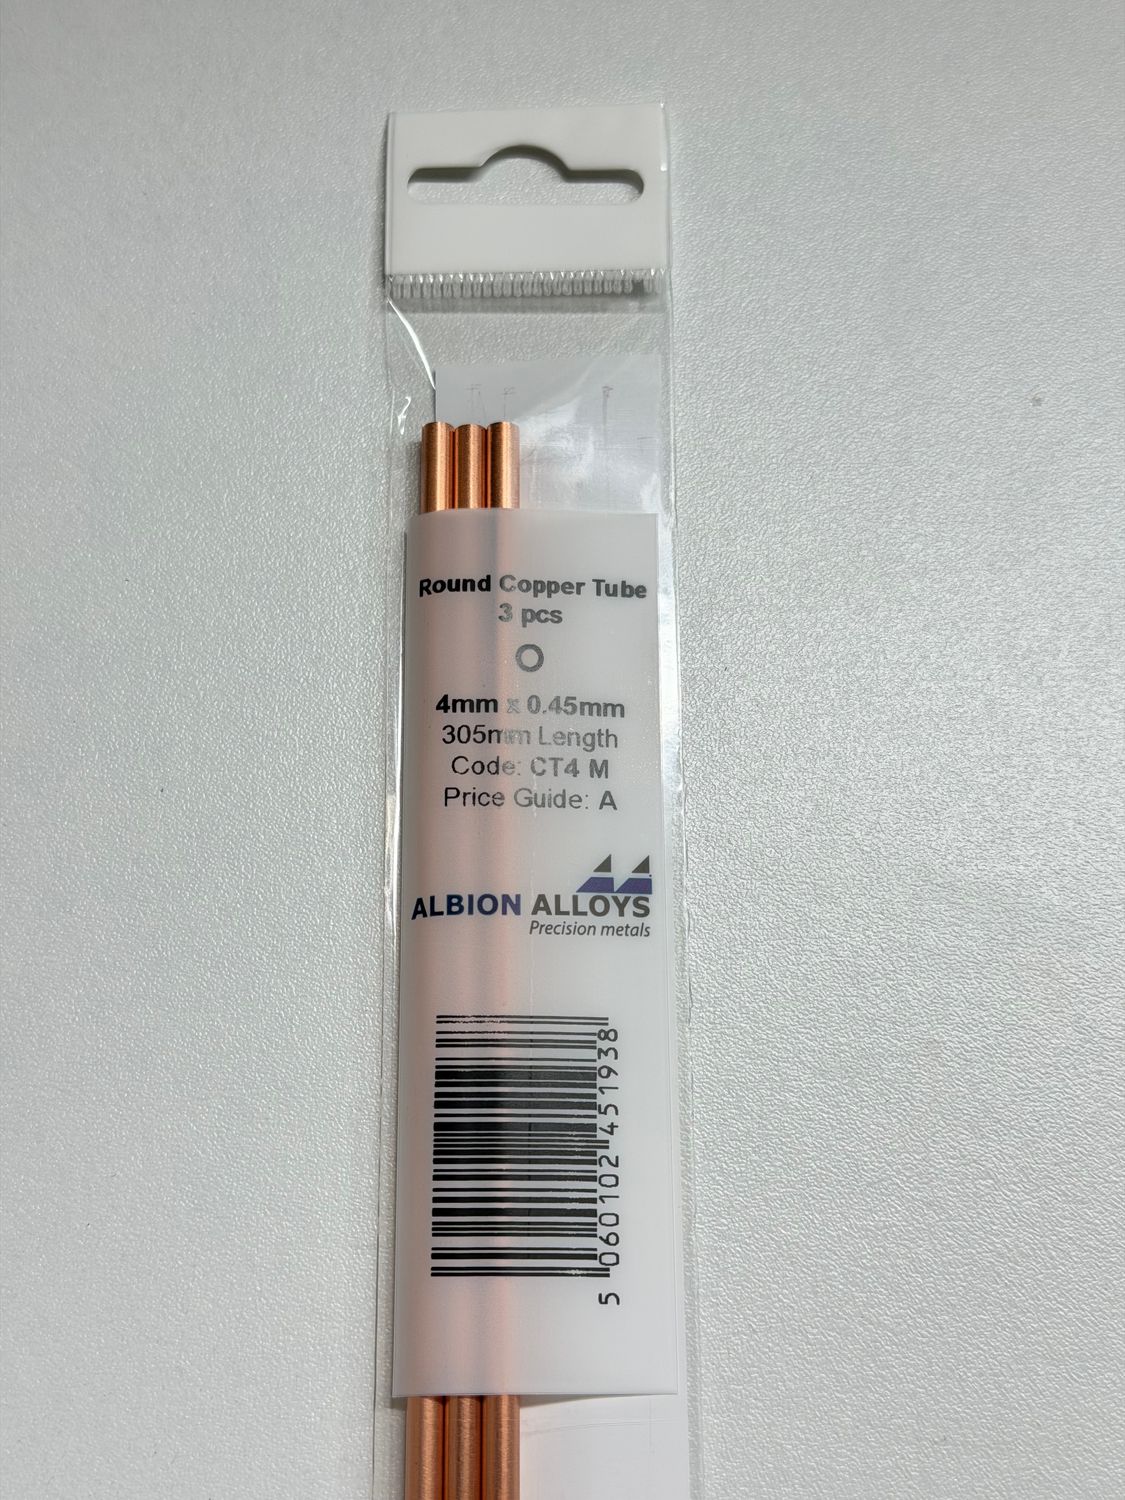 Round Copper Tube
3 pcs
4mm x 0.45mm
305mm Length
Code: CT4 M
Price Guide: A
ALBION ALLOYS
Precision metals
5 060102 451938